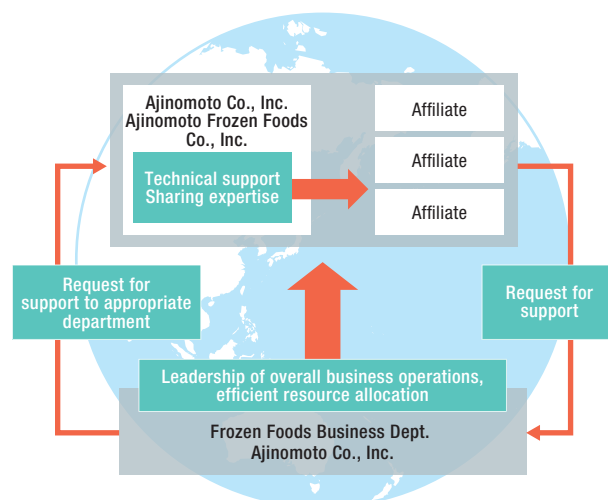 Ajinomoto Co., Inc.
Ajinomoto Frozen Foods
Co., Inc.
Technical support
Sharing expertise
Affiliate
Affiliate
Affiliate
Request for
support to appropriate
department
Request for
support
Leadership of overall business operations,
efficient resource allocation
Frozen Foods Business Dept.
Ajinomoto Co., Inc.